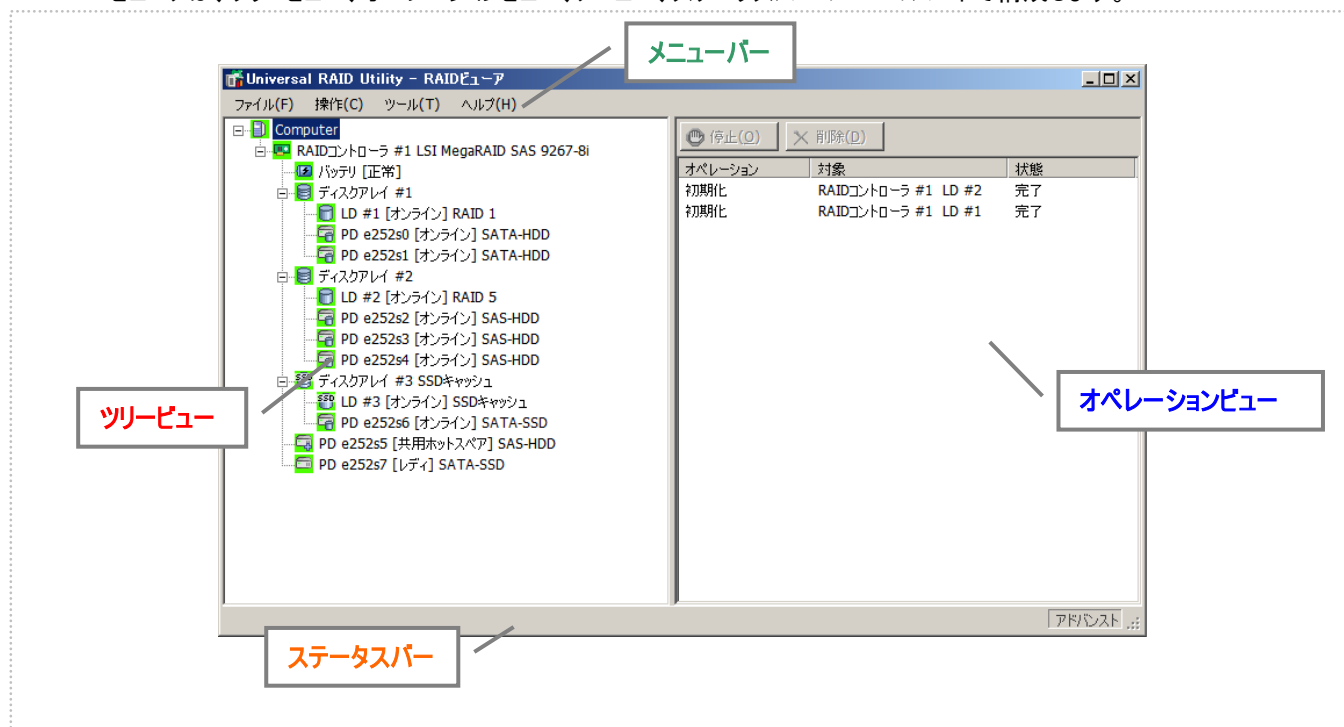 メニューバー
Universal RAID Utility - RAIDビューア
ファイル(F) 操作(C) ツール(T) ヘルプ(H)
Computer
RAIDコントローラ #1 LSI MegaRAID SAS 9267-8i
バッテリ [正常]
ディスクアレイ #1
LD #1 [オンライン] RAID 1
PD e252s0 [オンライン] SATA-HDD
PD e252s1 [オンライン] SATA-HDD
ディスクアレイ #2
LD #2 [オンライン] RAID 5
PD e252s2 [オンライン] SAS-HDD
PD e252s3 [オンライン] SAS-HDD
PD e252s4 [オンライン] SAS-HDD
ディスクアレイ #3 SSDキャッシュ
LD #3 [オンライン] SSDキャッシュ
PD e252s6 [オンライン] SATA-SSD
PD e252s5 [共用ホットスペア] SAS-HDD
PD e252s7 [レディ] SATA-SSD
停止(O) 削除(D)
オペレーション 対象 状態
初期化 RAIDコントローラ #1 LD #2 完了
初期化 RAIDコントローラ #1 LD #1 完了
ツリービュー
オペレーションビュー
アドバンスト
ステータスバー